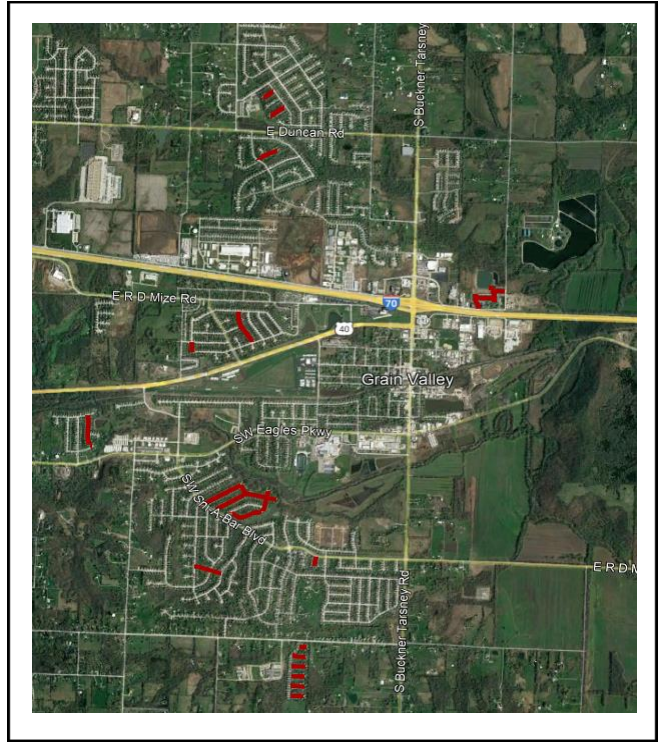 S Buckner Tarsney
E Duncan Rd
E R D Mize Rd
70
40
Grain Valley
SW Eagles Pkwy
SW Sni-A-Bar Blvd
E R D M
S Buckner Tarsney Rd